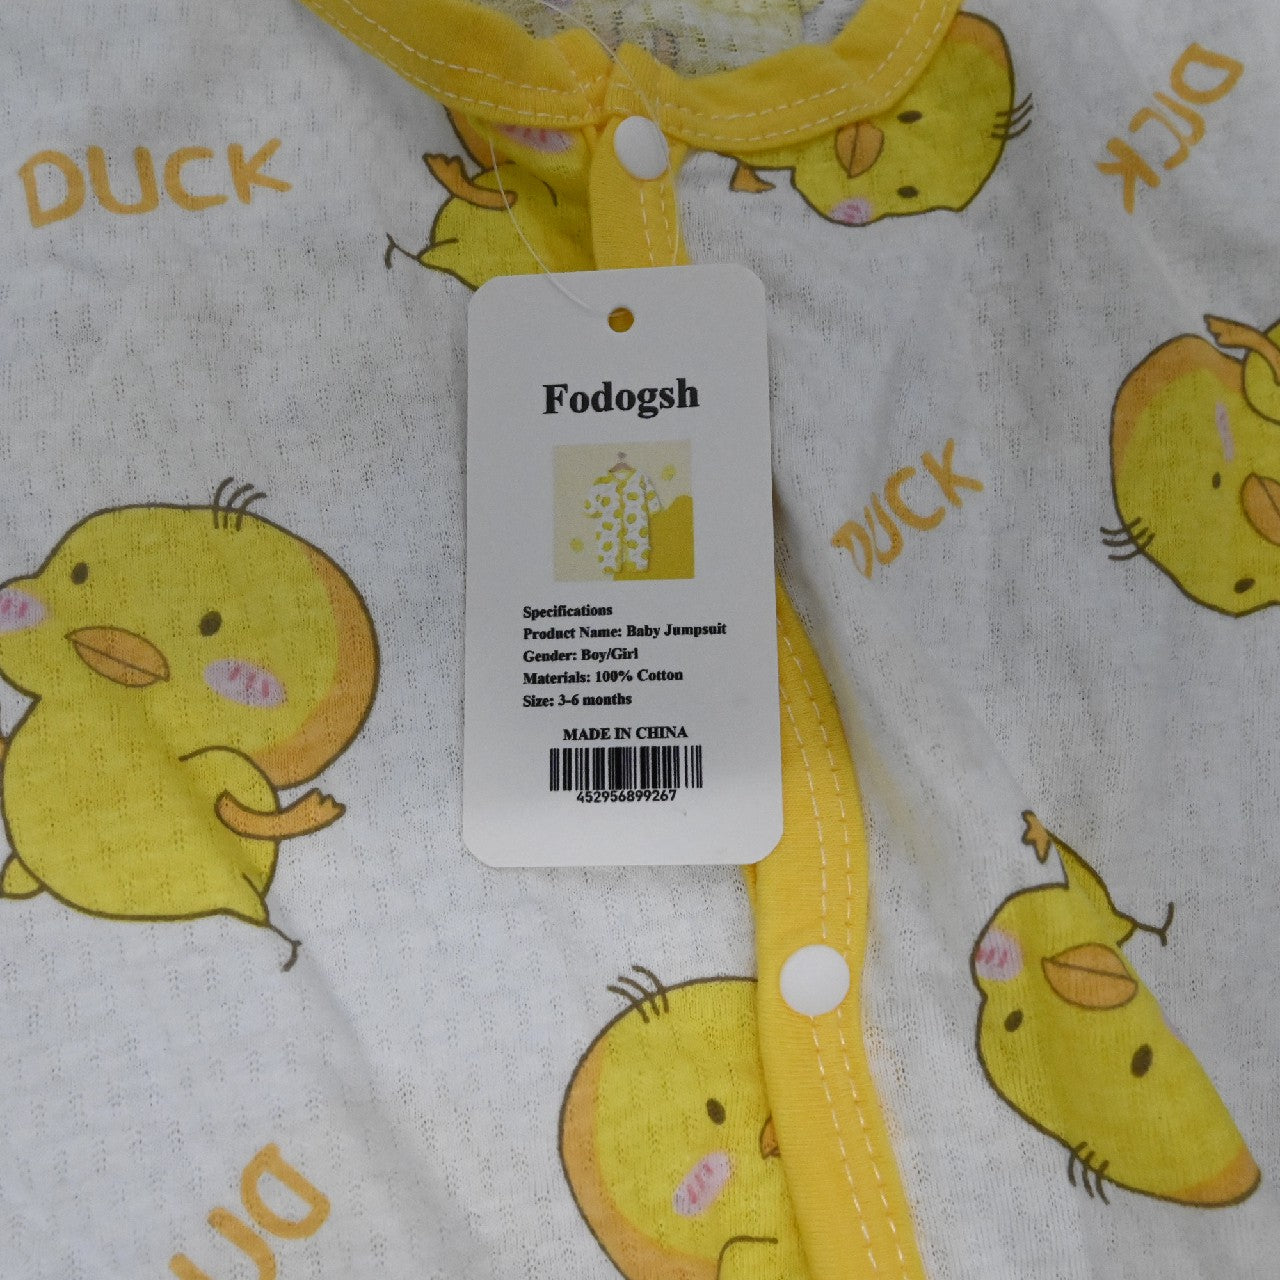 DUCK
DUCK
Fodogsh
DUCK
Specifications
Product Name: Baby Jumpsuit
Gender: Boy/Girl
Materials: 100% Cotton
Size: 3-6 months
MADE IN CHINA
452956899267
DU